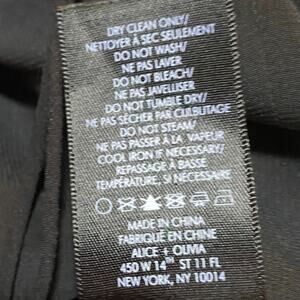 DRY CLEAN ONLY/
NETTOYER À SEC SEULEMENT
DO NOT WASH/
NE PAS LAVER
DO NOT BLEACH/
NE PAS JAVELLISER
DO NOT TUMBLE DRY/
NE PAS SÉCHER PAR CULBUTAGE
DO NOT STEAM/
NE PAS PASSER À LA VAPEUR
COOL IRON IF NECESSARY/
REPASSAGE À BASSE
TEMPÉRATURE, SI NÉCESSAIRE
MADE IN CHINA
FABRIQUÉ EN CHINE
ALICE + OLIVIA
450 W 14TH ST 11 FL
NEW YORK, NY 10014